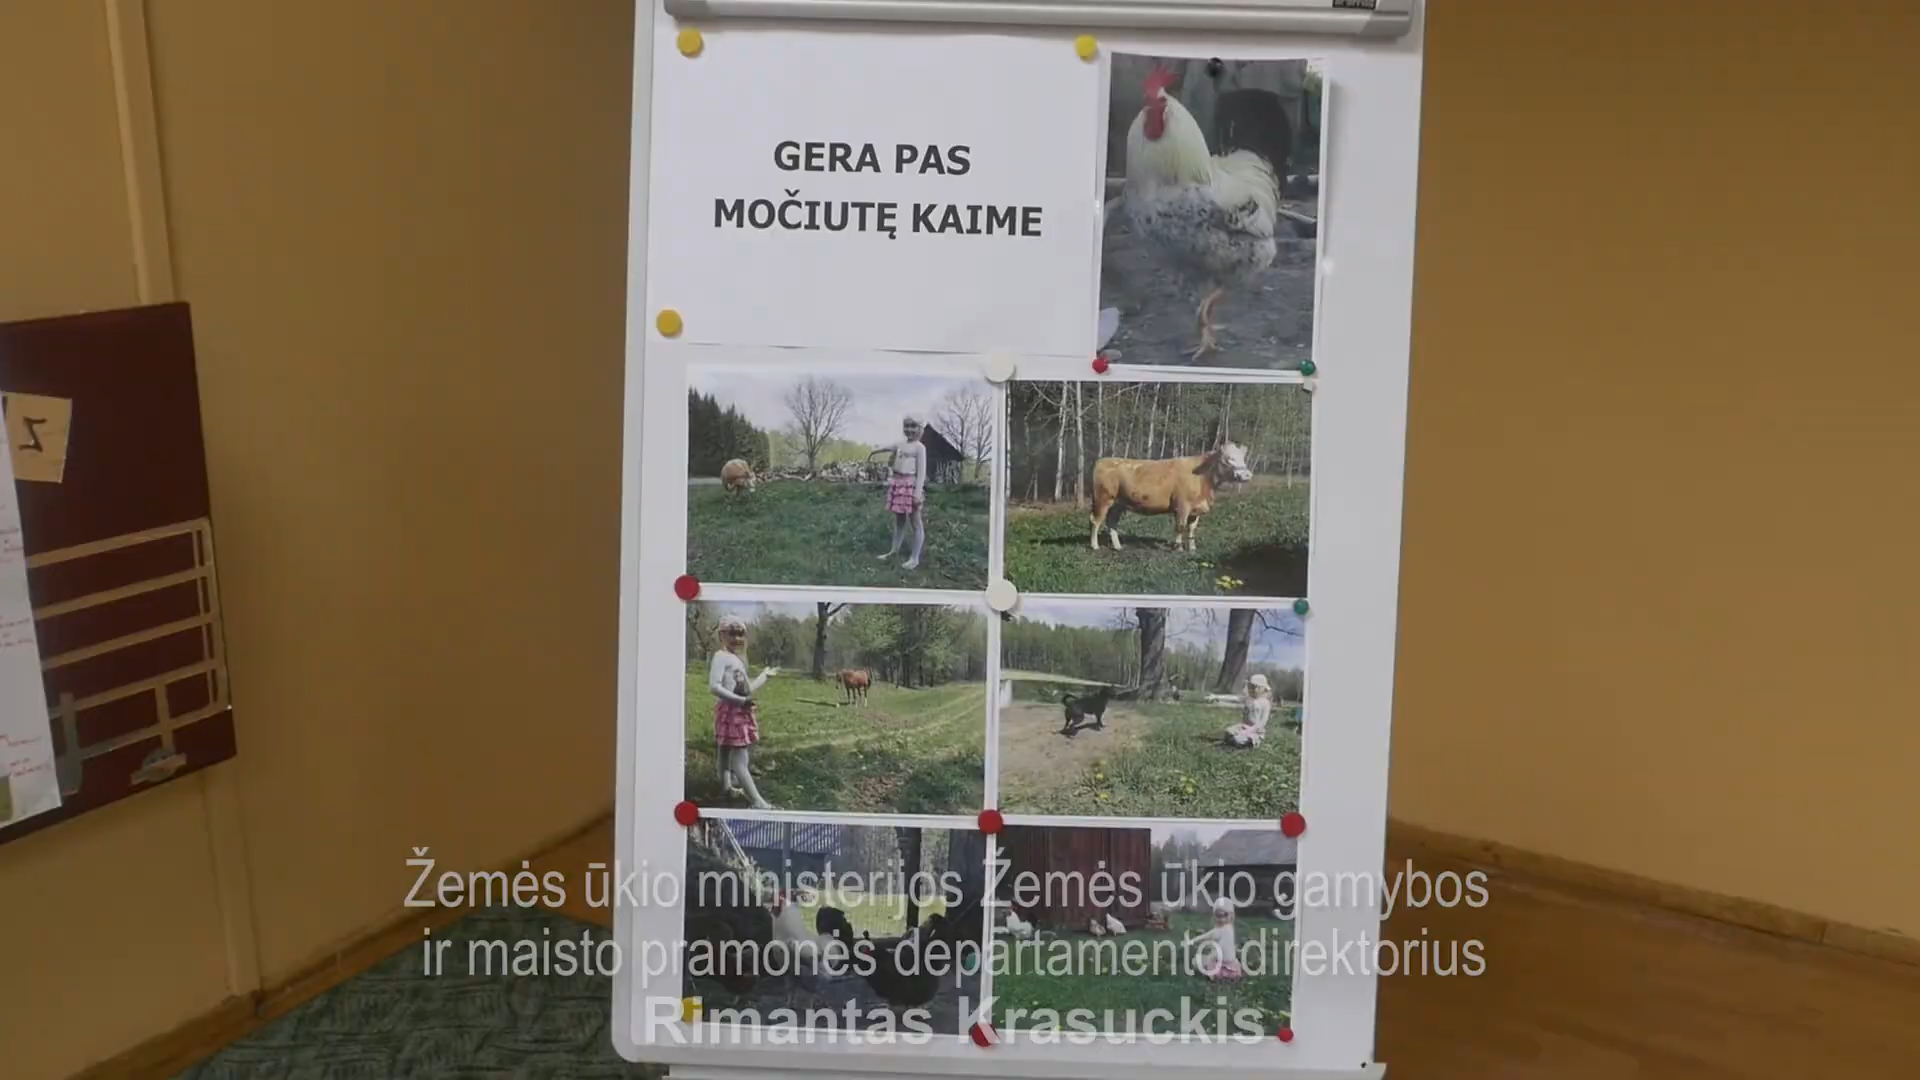 GERA PAS
MOČIUTĘ KAIME
Žemės ūkio ministerijos Žemės ūkio gamybos
ir maisto pramonės departamento direktorius
Rimantas Krasuckis